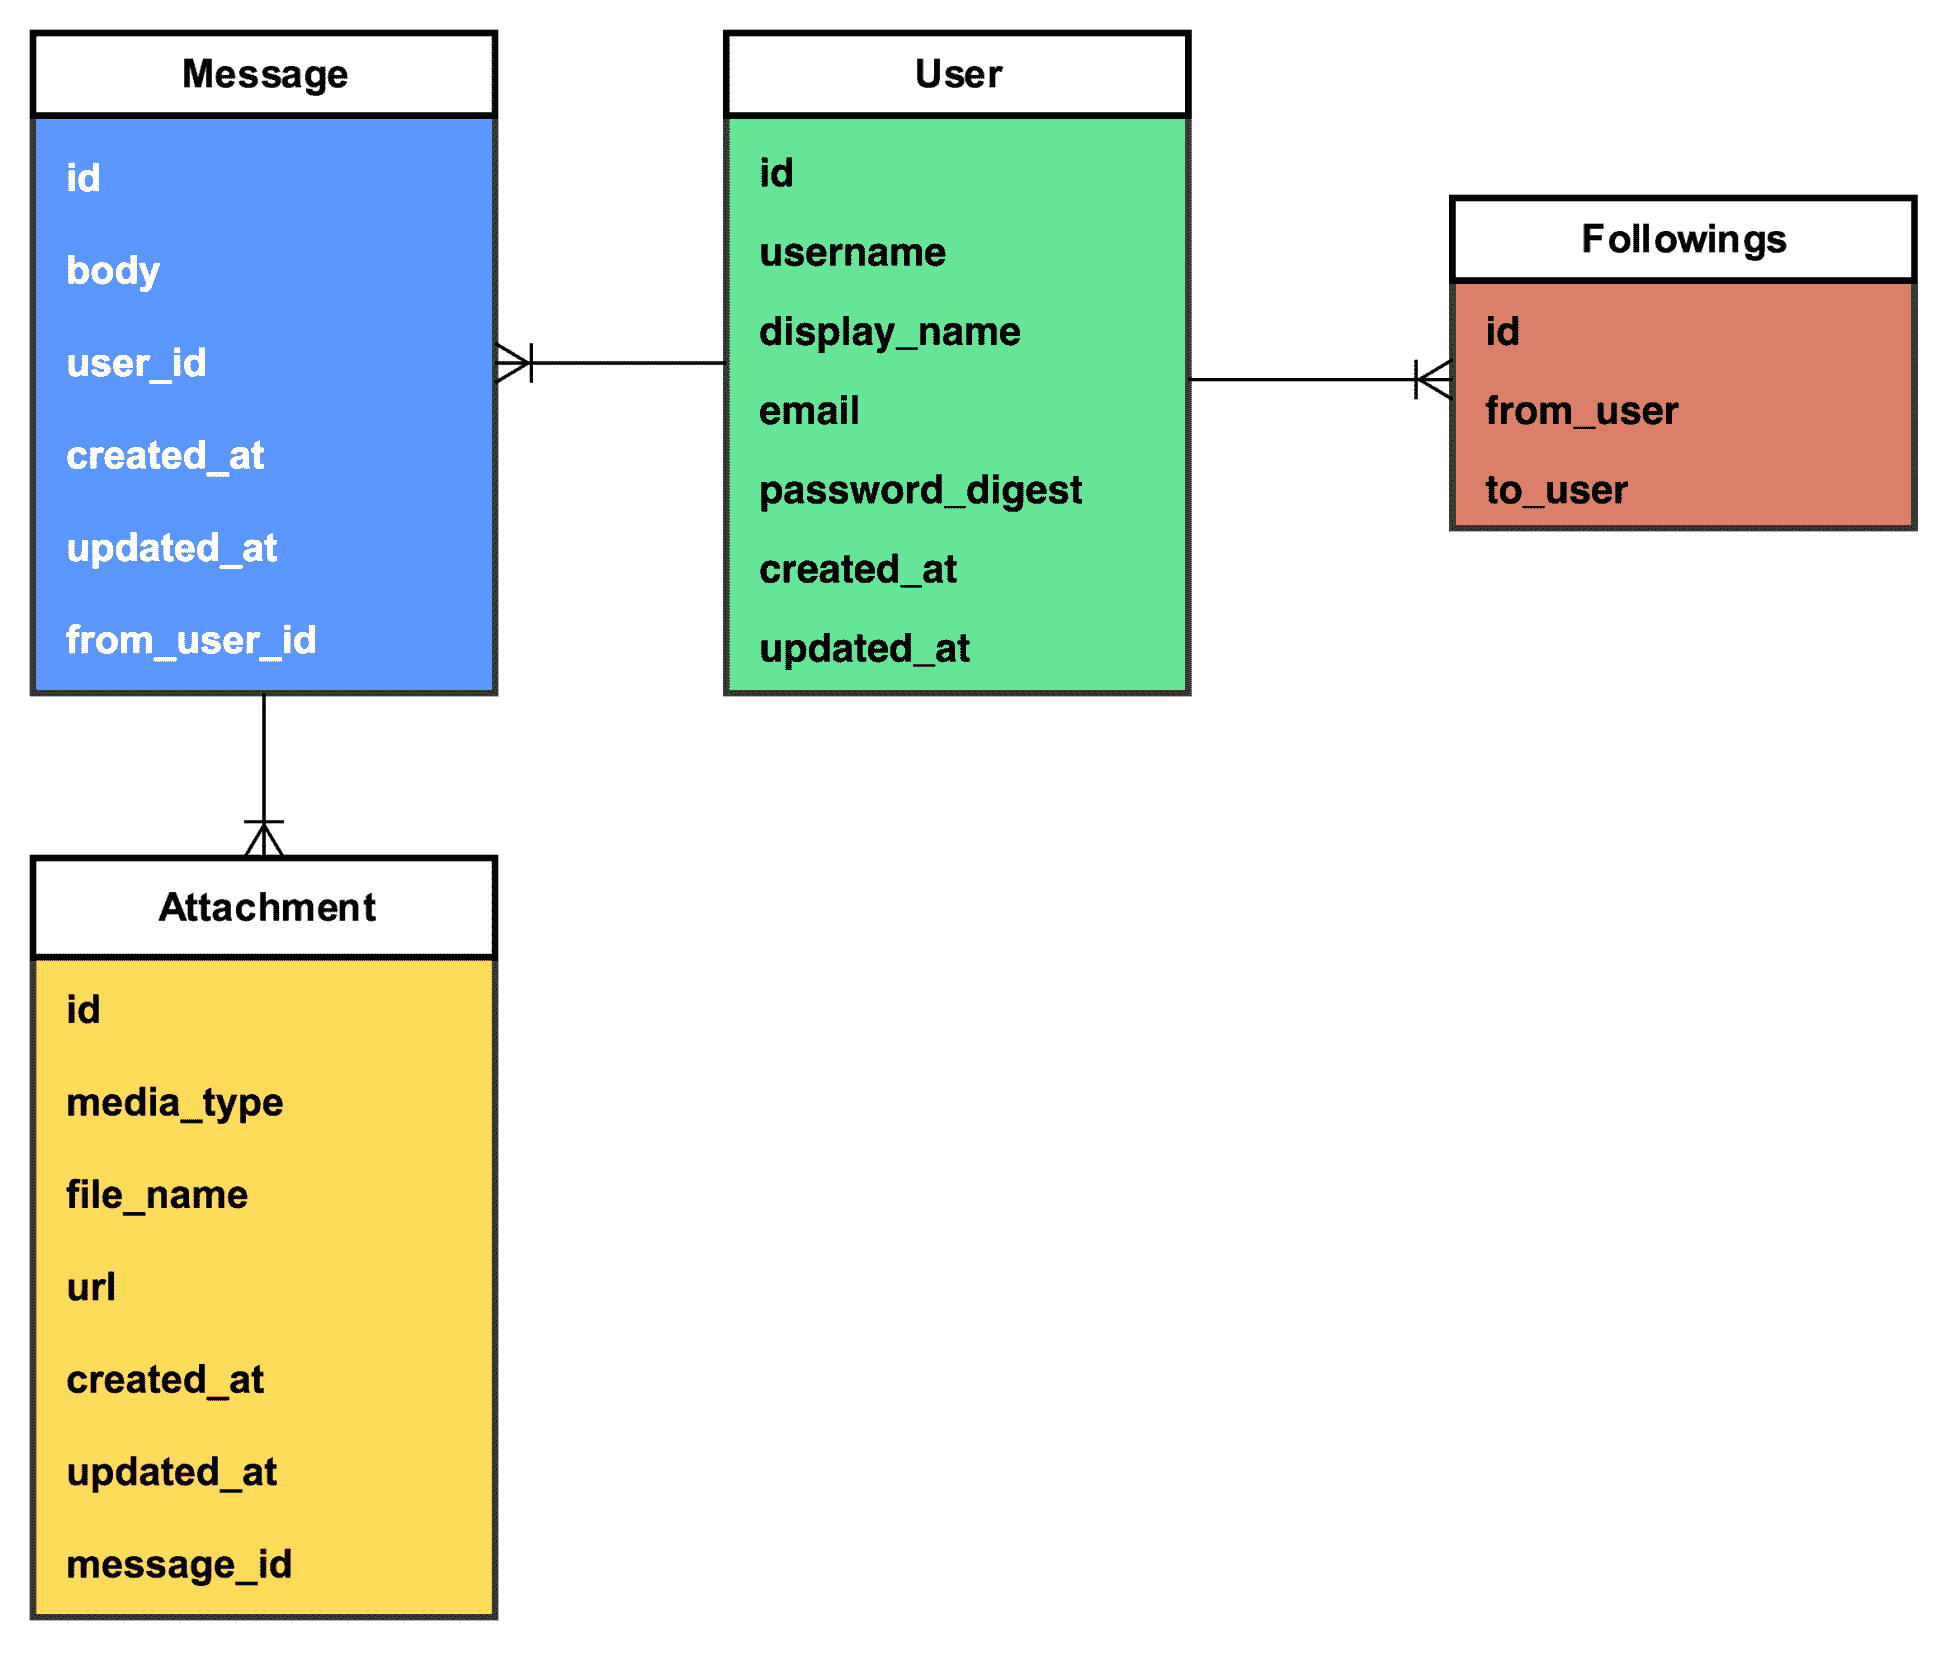 Message
id
body
user_id
created_at
updated_at
from_user_id
User
id
username
display_name
email
password_digest
created_at
updated_at
Followings
id
from_user
to_user
Attachment
id
media_type
file_name
url
created_at
updated_at
message_id